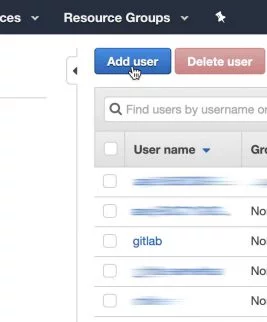 ces Resource Groups
Add user Delete user
Find users by username or
User name Gr
No
gitlab No
No
No